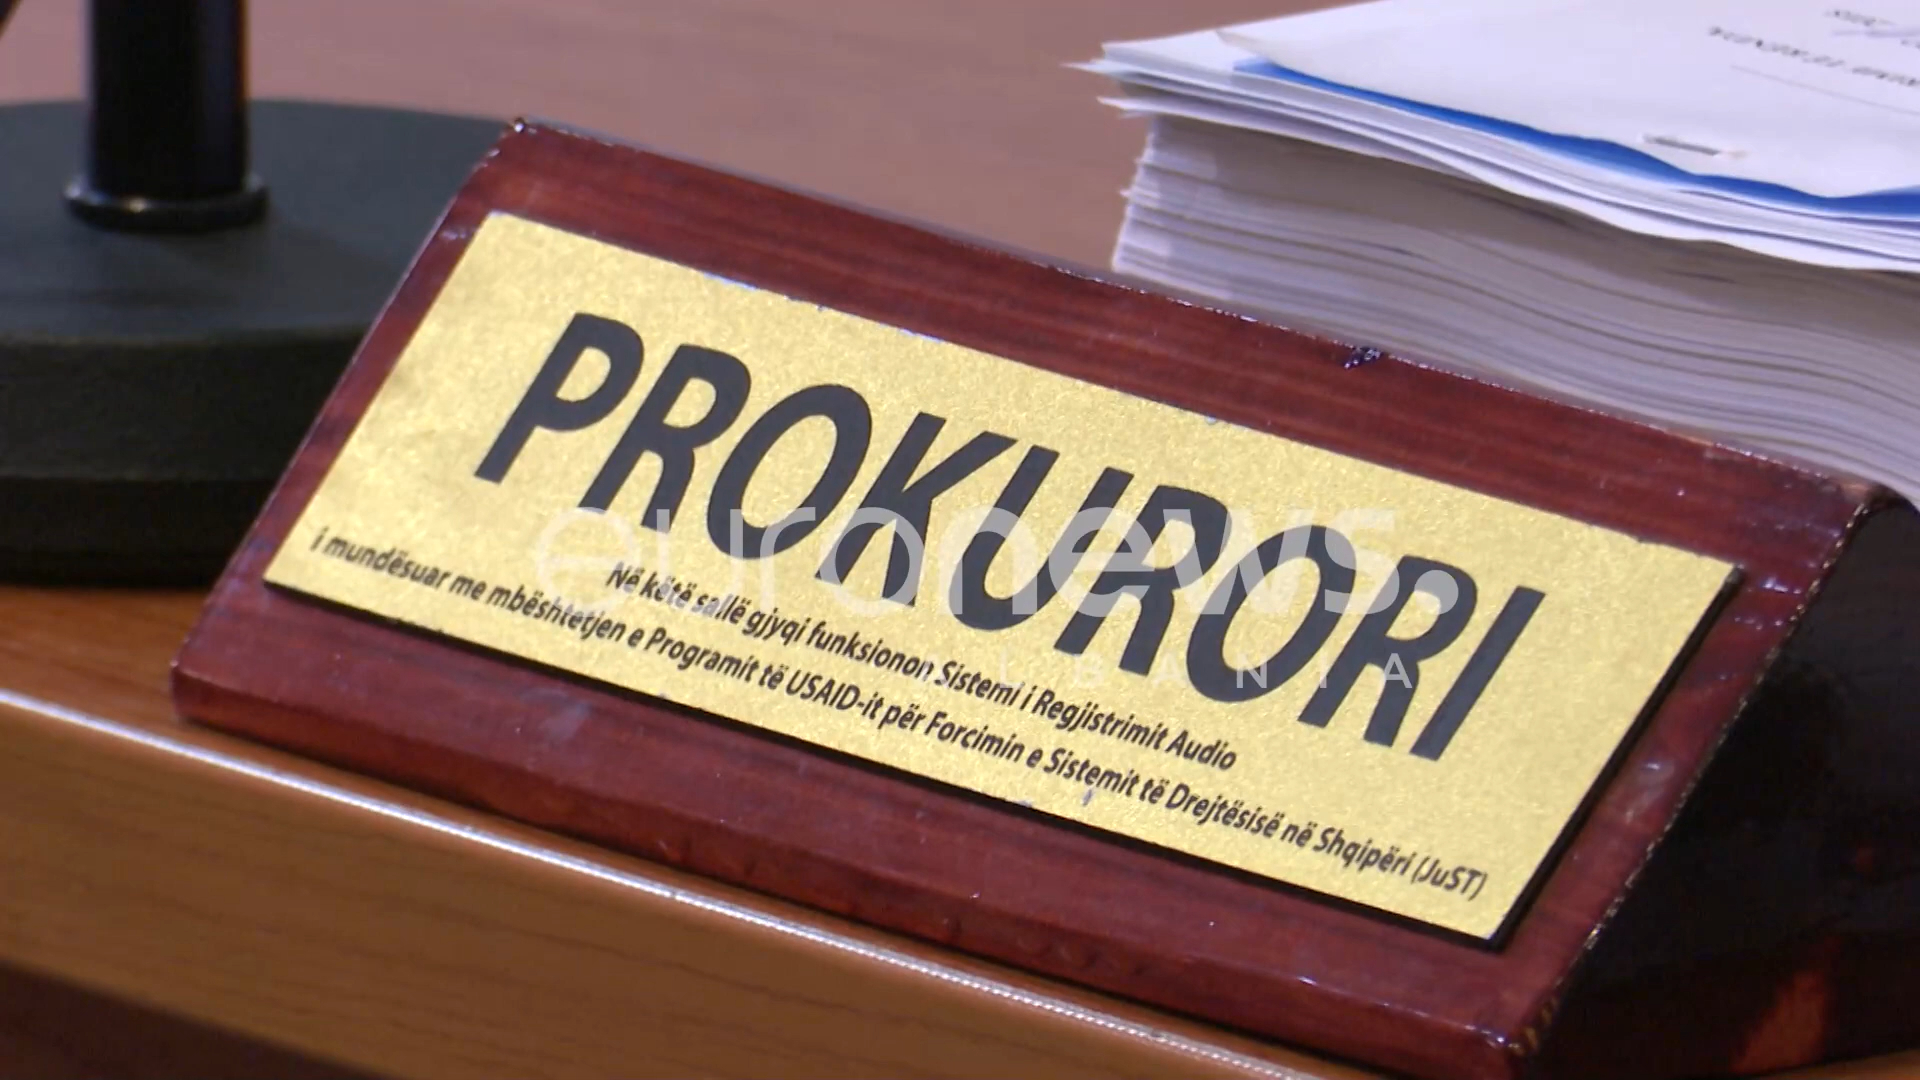 PROKURORI
Në këtë sallë gjyqi funksionon Sistemi i Regjistrimit Audio
i mundësuar me mbështetjen e Programit të USAID-it për Forcimin e Sistemit të Drejtësisë në Shqipëri (JuST)
euronews.
ALBANIA